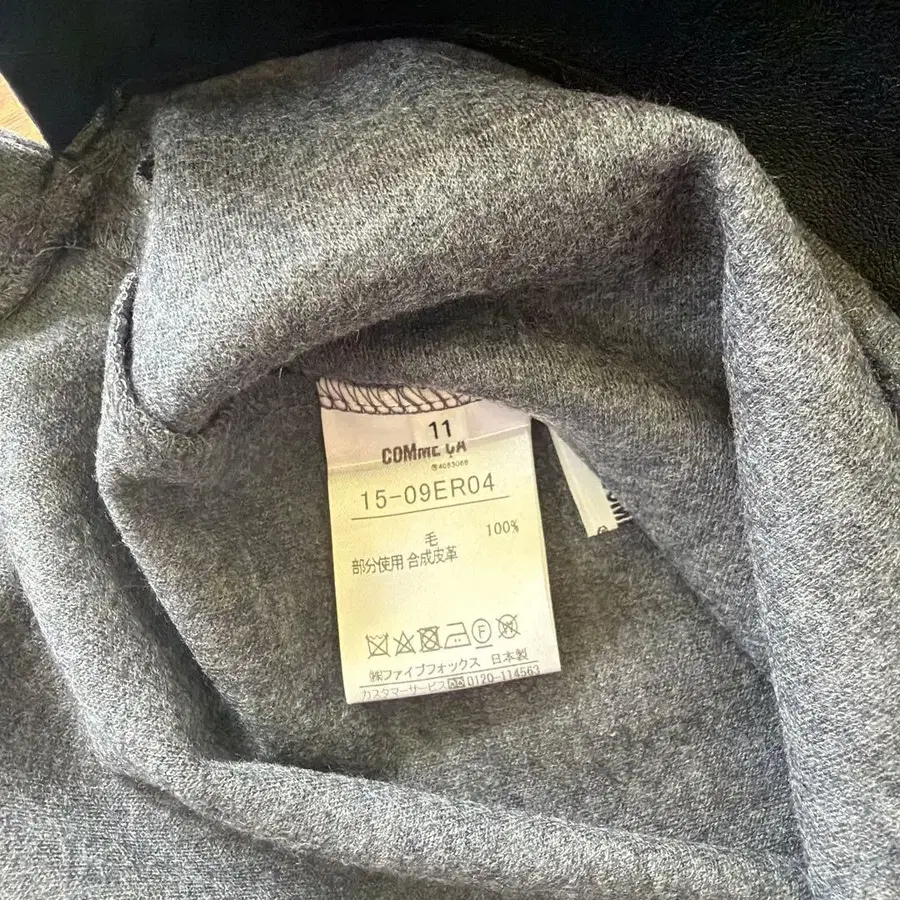 11
COMME ÇA
15-09ER04
毛 100%
部分使用 合成皮革
F W
㈱ファイブフォックス 日本製
カスタマーサービス 0120-114563